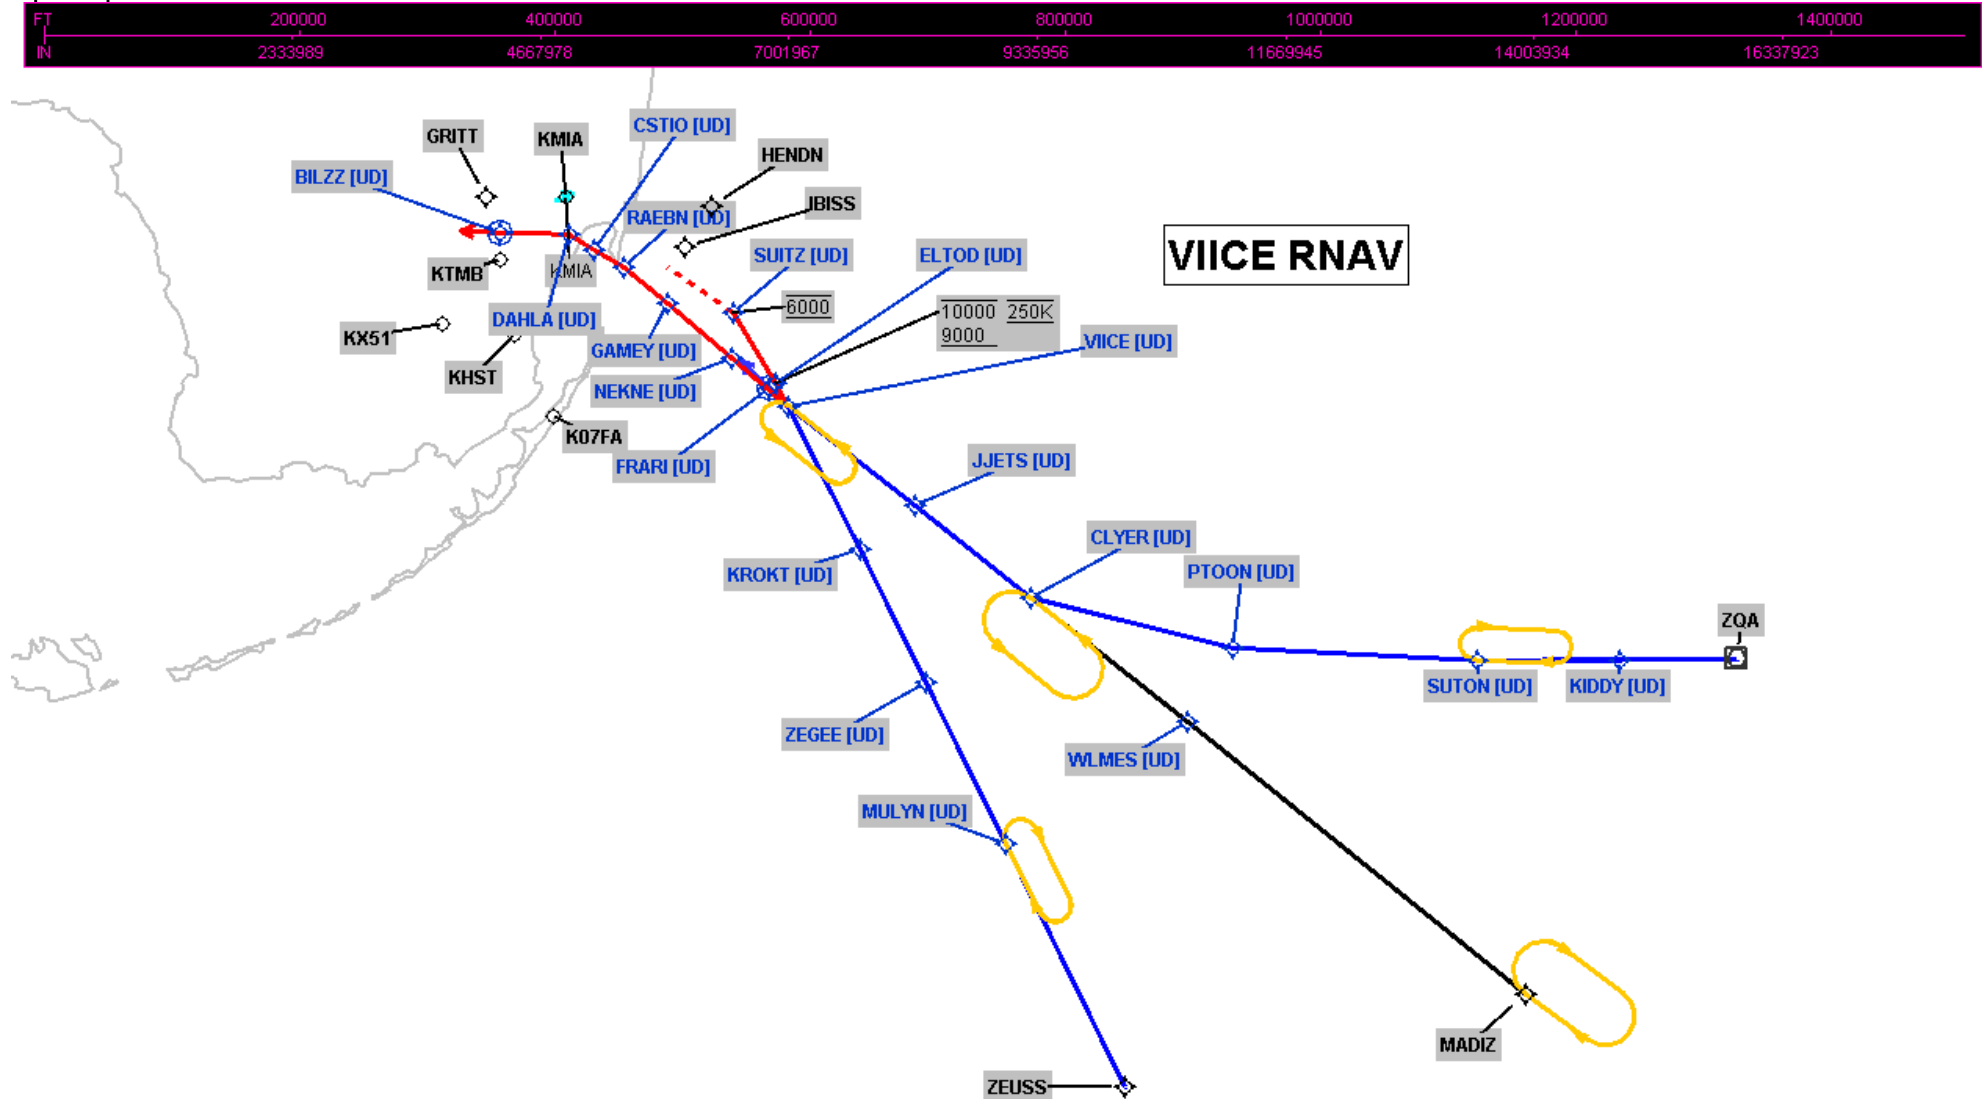 FT 200000 400000 600000 800000 1000000 1200000 1400000
IN 2333989 4667978 7001967 9335956 11669945 14003934 16337923
CSTIO [UD]
GRITT
KMIA
HENDN
BILZZ [UD]
IBISS
RAEBN [UD]
SUITZ [UD]
ELTOD [UD]
VIICE RNAV
KTMB
KMIA
6000
10000 250K
9000
DAHLA [UD]
KX51
VIICE [UD]
GAMEY [UD]
KHST
NEKNE [UD]
K07FA
FRARI [UD]
JJETS [UD]
CLYER [UD]
KROKT [UD]
PTOON [UD]
ZQA
SUTON [UD]
KIDDY [UD]
ZEGEE [UD]
WLMES [UD]
MULYN [UD]
MADIZ
ZEUSS